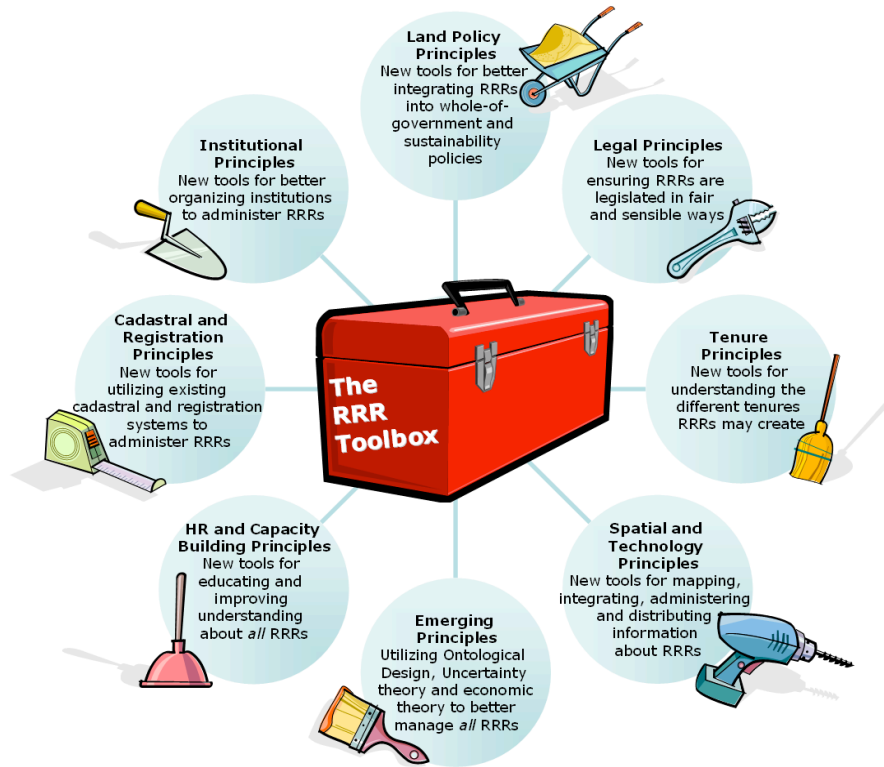 Land Policy
Principles
New tools for better
integrating RRRs
into whole-of-
government and
sustainability
policies
Institutional
Principles
New tools for better
organizing institutions
to administer RRRs
Legal Principles
New tools for
ensuring RRRs are
legislated in fair
and sensible ways
Cadastral and
Registration
Principles
New tools for
utilizing existing
cadastral and registration
systems to
administer RRRs
The
RRR
Toolbox
Tenure
Principles
New tools for
understanding the
different tenures
RRRs may create
HR and Capacity
Building Principles
New tools for
educating and
improving
understanding
about all RRRs
Emerging
Principles
Utilizing Ontological
Design, Uncertainty
theory and economic
theory to better
manage all RRRs
Spatial and
Technology
Principles
New tools for mapping,
integrating, administering
and distributing
information
about RRRs